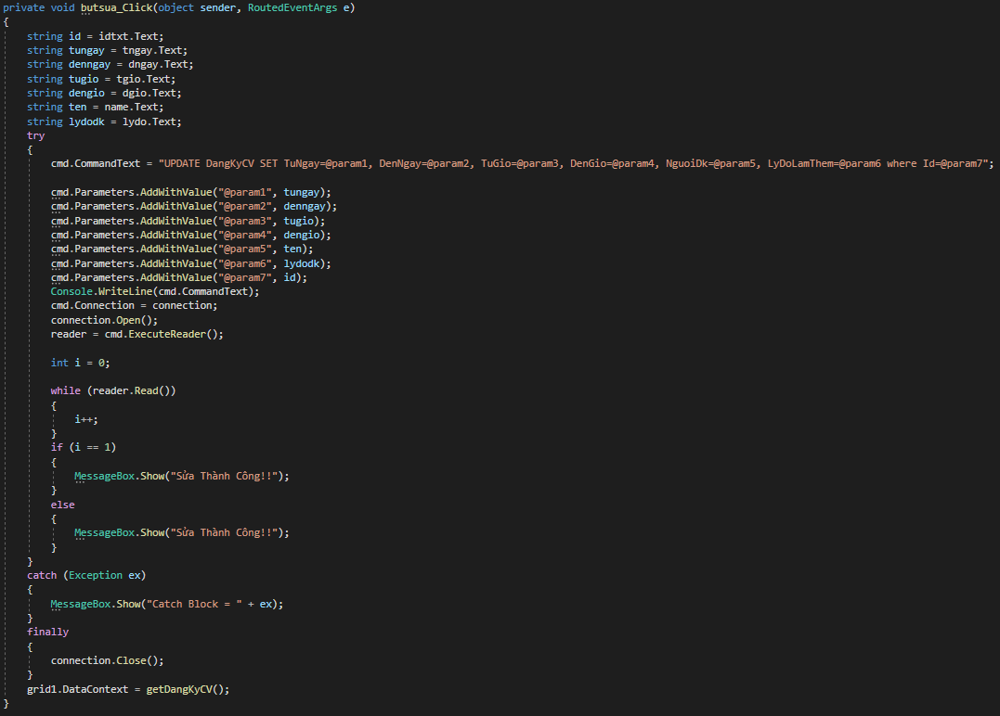 private void butsua_Click(object sender, RoutedEventArgs e)
{
    string id = idtxt.Text;
    string tungay = tngay.Text;
    string denngay = dngay.Text;
    string tugio = tgio.Text;
    string dengio = dgio.Text;
    string ten = name.Text;
    string lydodk = lydo.Text;
    try
    {
        cmd.CommandText = "UPDATE DangKyCV SET TuNgay=@param1, DenNgay=@param2, TuGio=@param3, DenGio=@param4, NguoiDk=@param5, LyDoLamThem=@param6 where Id=@param7";
        cmd.Parameters.AddWithValue("@param1", tungay);
        cmd.Parameters.AddWithValue("@param2", denngay);
        cmd.Parameters.AddWithValue("@param3", tugio);
        cmd.Parameters.AddWithValue("@param4", dengio);
        cmd.Parameters.AddWithValue("@param5", ten);
        cmd.Parameters.AddWithValue("@param6", lydodk);
        cmd.Parameters.AddWithValue("@param7", id);
        Console.WriteLine(cmd.CommandText);
        cmd.Connection = connection;
        connection.Open();
        reader = cmd.ExecuteReader();
        int i = 0;
        while (reader.Read())
        {
            i++;
        }
        if (i == 1)
        {
            MessageBox.Show("Sửa Thành Công!!");
        }
        else
        {
            MessageBox.Show("Sửa Thành Công!!");
        }
    }
    catch (Exception ex)
    {
        MessageBox.Show("Catch Block = " + ex);
    }
    finally
    {
        connection.Close();
    }
    grid1.DataContext = getDangKyCV();
}